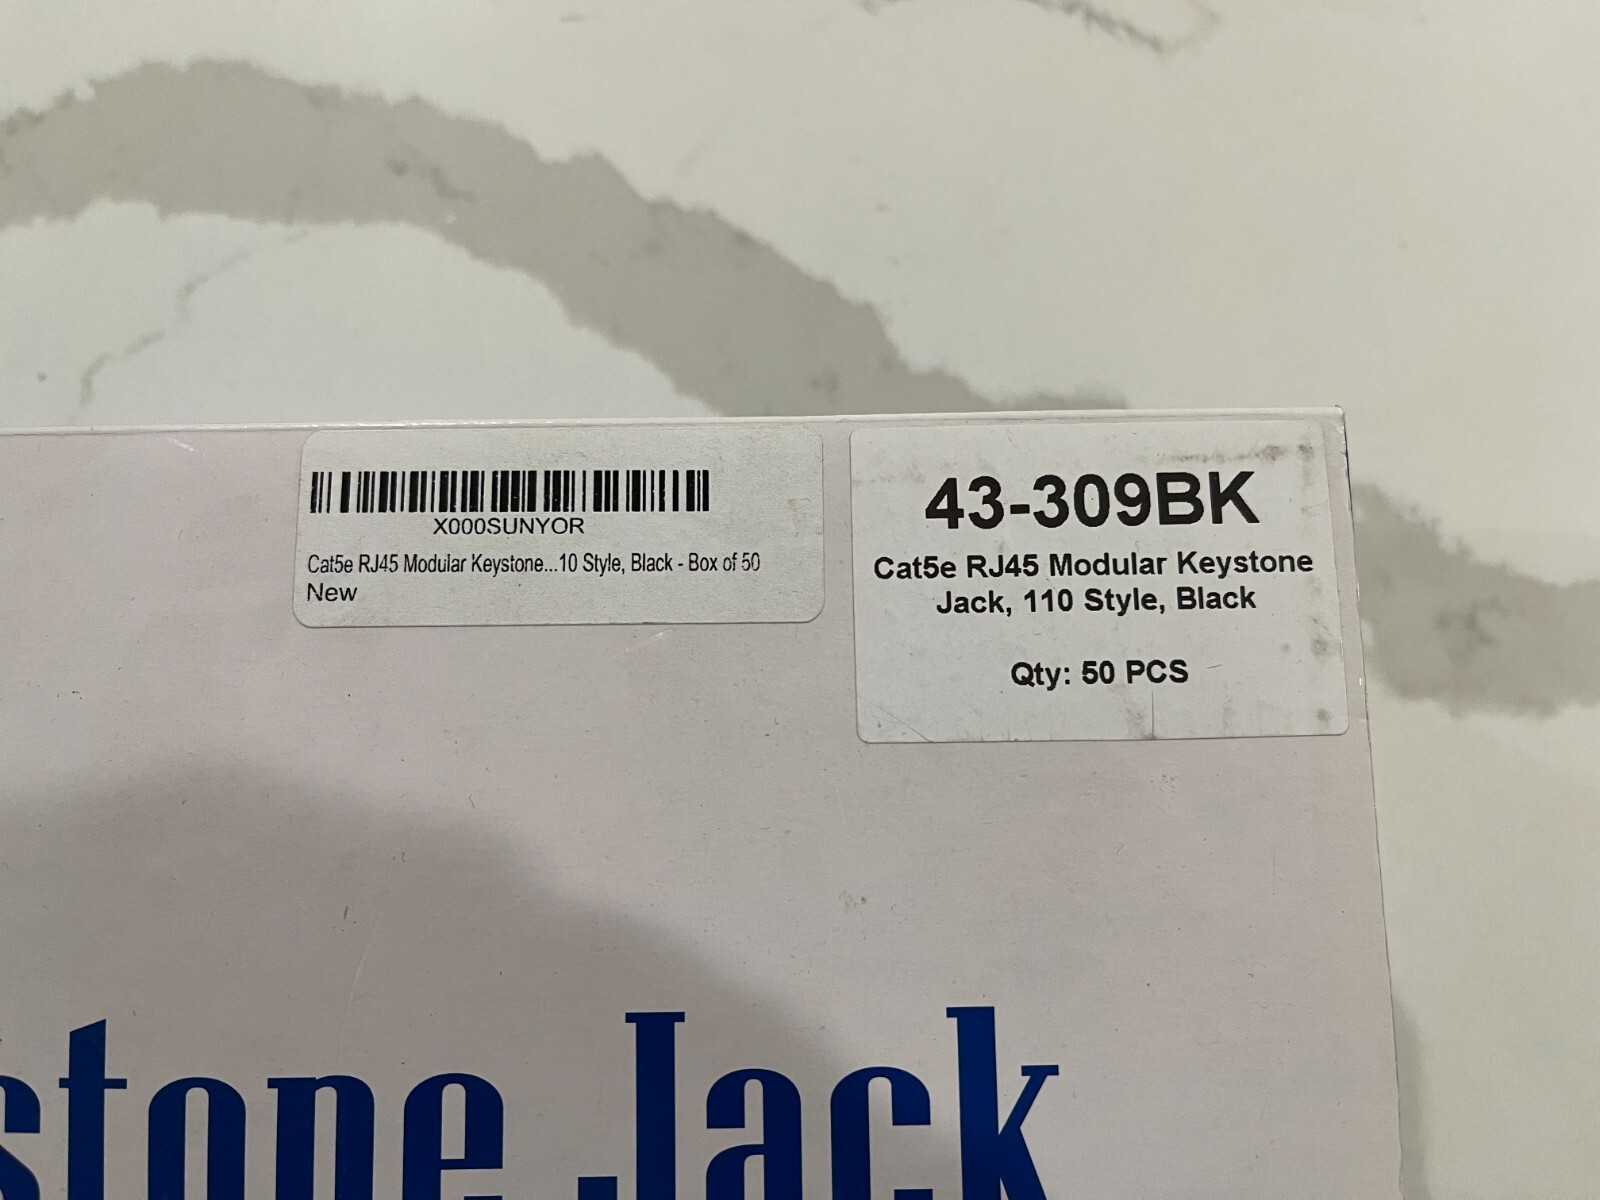 X000SUNYOR
Cat5e RJ45 Modular Keystone...10 Style, Black - Box of 50
New
43-309BK
Cat5e RJ45 Modular Keystone
Jack, 110 Style, Black
Qty: 50 PCS
stone Jack